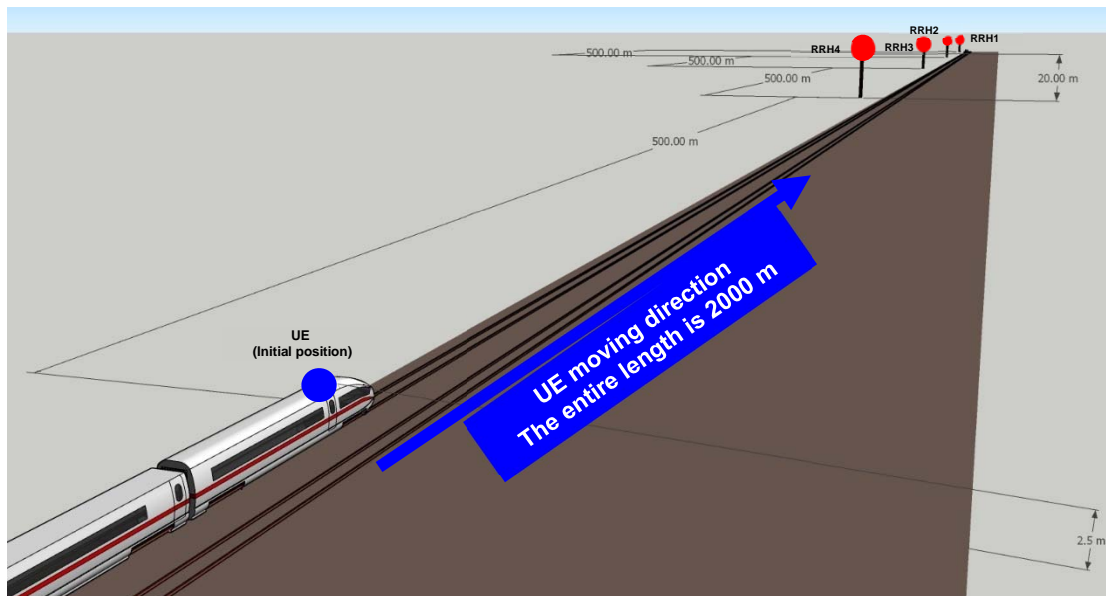 RRH2
RRH1
RRH4
RRH3
500.00 m
500.00 m
500.00 m
20.00 m
500.00 m
UE moving direction
The entire length is 2000 m
UE
(Initial position)
2.5 m